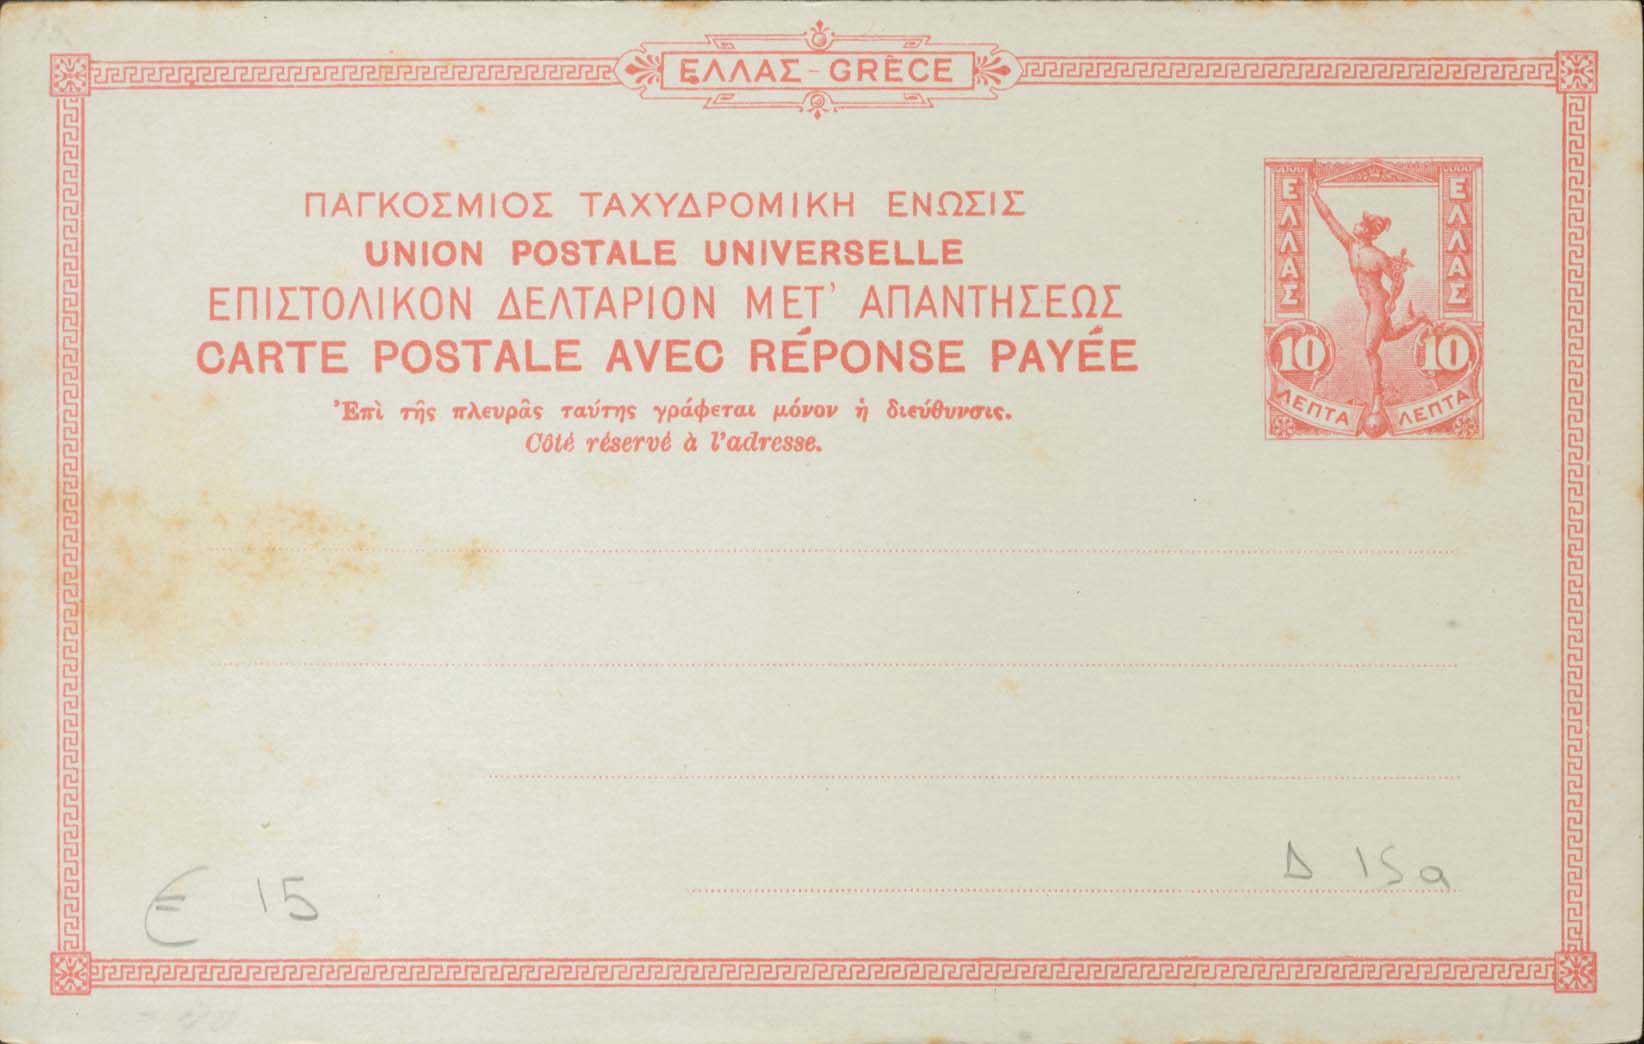 ΕΛΛΑΣ - GRÈCE
ΠΑΓΚΟΣΜΙΟΣ ΤΑΧΥΔΡΟΜΙΚΗ ΕΝΩΣΙΣ
UNION POSTALE UNIVERSELLE
ΕΠΙΣΤΟΛΙΚΟΝ ΔΕΛΤΑΡΙΟΝ ΜΕΤ' ΑΠΑΝΤΗΣΕΩΣ
CARTE POSTALE AVEC RÉPONSE PAYÉE
Ἐπὶ τῆς πλευρᾶς ταύτης γράφεται μόνον ἡ διεύθυνσις.
Côté réservé à l'adresse.
ΕΛΛΑΣ ΕΛΛΑΣ
10 10
ΛΕΠΤΑ ΛΕΠΤΑ
Δ 15a
€ 15